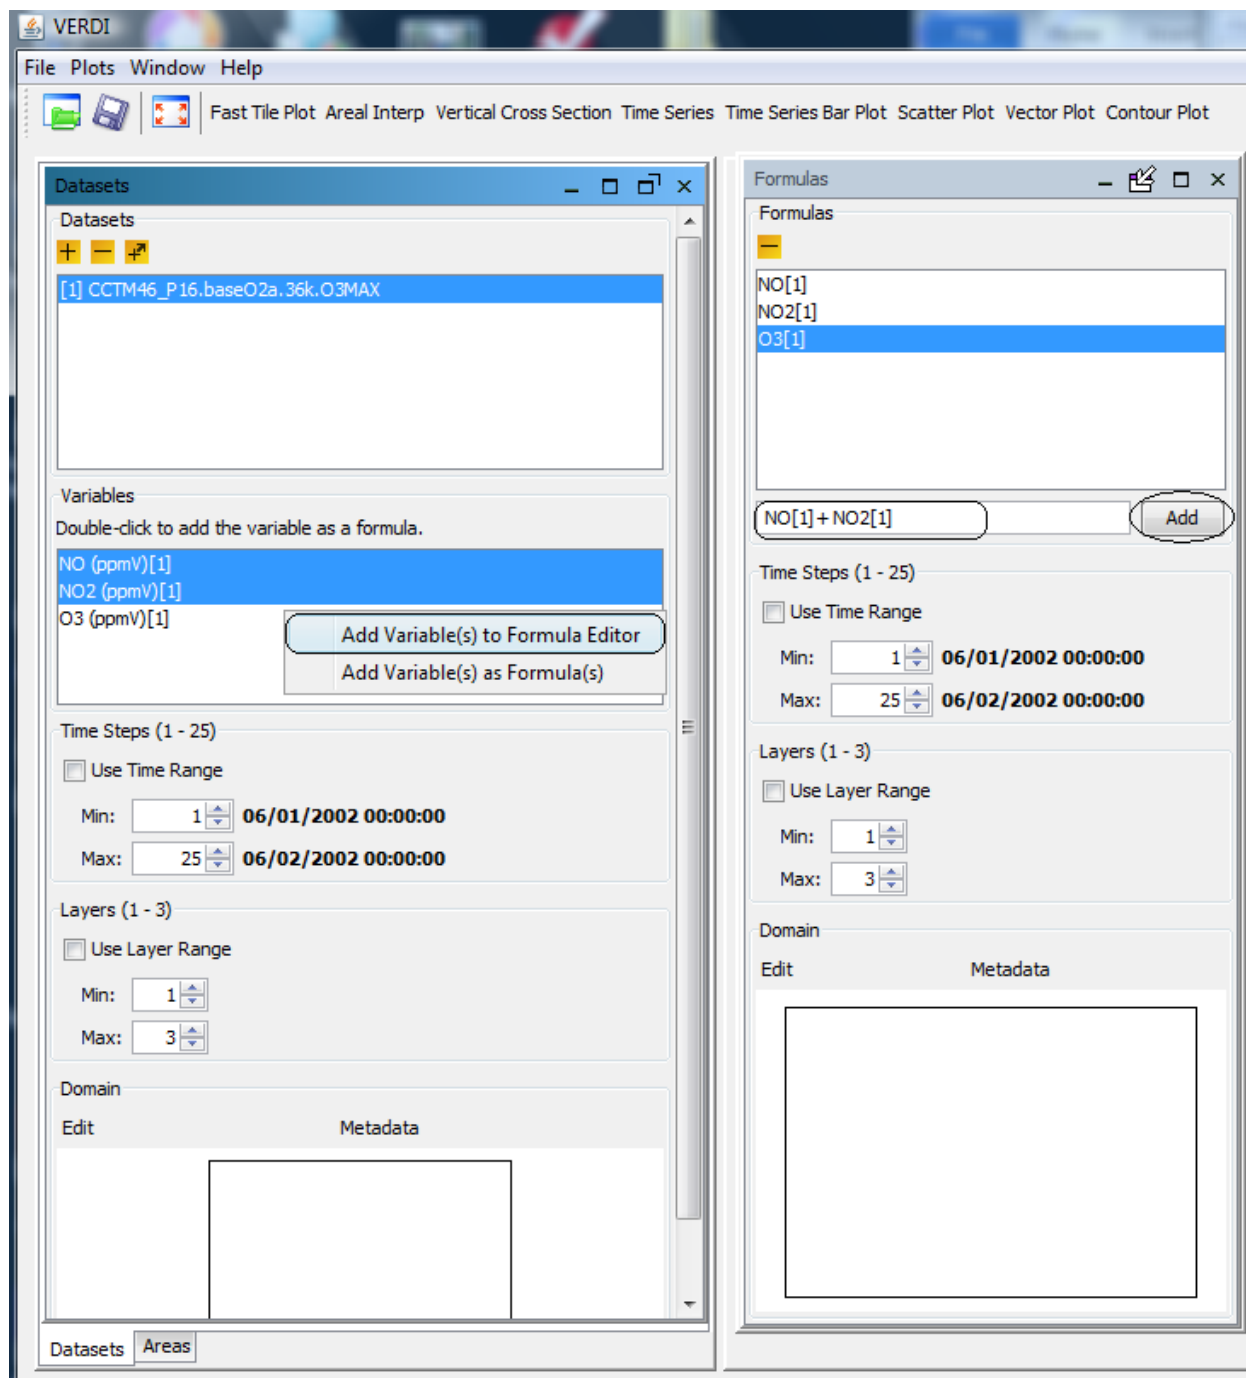 VERDI
File Plots Window Help
Fast Tile Plot Areal Interp Vertical Cross Section Time Series Time Series Bar Plot Scatter Plot Vector Plot Contour Plot
Datasets
Datasets
[1] CCTM46_P16.baseO2a.36k.O3MAX
Variables
Double-click to add the variable as a formula.
NO (ppmV)[1]
NO2 (ppmV)[1]
O3 (ppmV)[1]
Add Variable(s) to Formula Editor
Add Variable(s) as Formula(s)
Time Steps (1 - 25)
Use Time Range
Min: 1 06/01/2002 00:00:00
Max: 25 06/02/2002 00:00:00
Layers (1 - 3)
Use Layer Range
Min: 1
Max: 3
Domain
Edit Metadata
Datasets Areas
Formulas
Formulas
NO[1]
NO2[1]
O3[1]
NO[1] + NO2[1] Add
Time Steps (1 - 25)
Use Time Range
Min: 1 06/01/2002 00:00:00
Max: 25 06/02/2002 00:00:00
Layers (1 - 3)
Use Layer Range
Min: 1
Max: 3
Domain
Edit Metadata